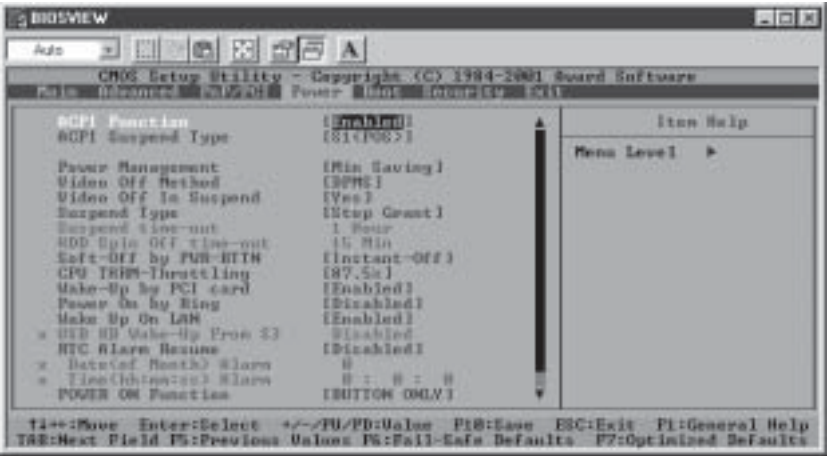 BIOSVIEW
Auto
A
CMOS Setup Utility - Copyright (C) 1984-2001 Award Software
Main Advanced PnP/PCI Power Boot Security Exit
ACPI Function [Enabled]
ACPI Suspend Type [S1(POS)]
Power Management [Min Saving]
Video Off Method [DPMS]
Video Off In Suspend [Yes]
Suspend Type [Stop Grant]
Suspend time-out 1 Hour
HDD Spin Off time-out 15 Min
Soft-Off by PWR-BTTN [Instant-Off]
CPU THRM-Throttling [87.5%]
Wake-Up by PCI card [Enabled]
Power On by Ring [Disabled]
Wake Up On LAN [Enabled]
x USB KB Wake-Up From S3 Disabled
RTC Alarm Resume [Disabled]
x Date(of Month) Alarm 0
x Time(hh:mm:ss) Alarm 0 : 0 : 0
POWER ON Function [BUTTON ONLY]
Item Help
Menu Level ►
↑↓→←:Move Enter:Select +/-/PU/PD:Value F10:Save ESC:Exit F1:General Help
TAB:Next Field F5:Previous Values F6:Fail-Safe Defaults F7:Optimized Defaults